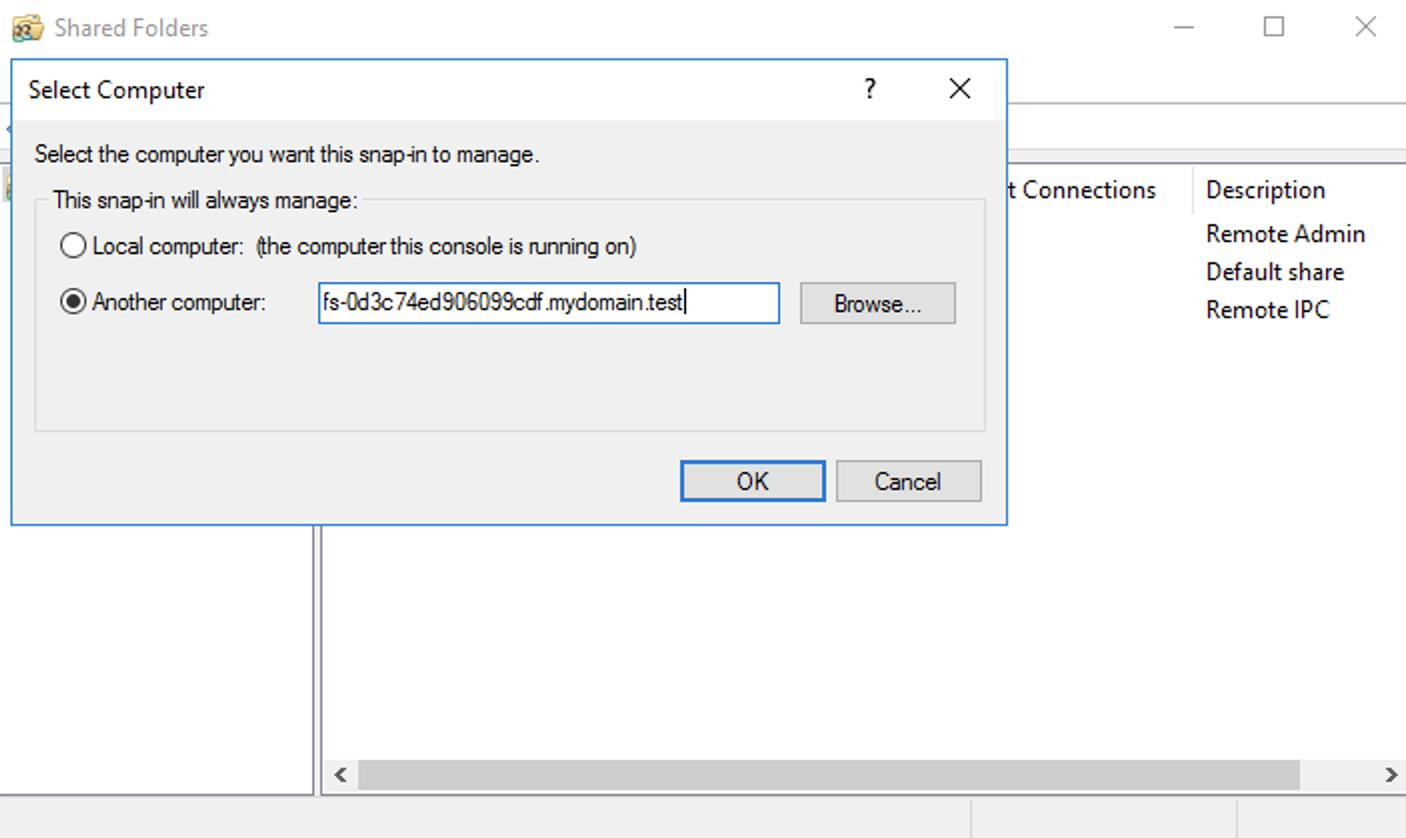 Shared Folders
Select Computer
?
Select the computer you want this snap-in to manage.
This snap-in will always manage:
Local computer: (the computer this console is running on)
Another computer: fs-0d3c74ed906099cdf.mydomain.test Browse...
OK Cancel
t Connections Description
Remote Admin
Default share
Remote IPC